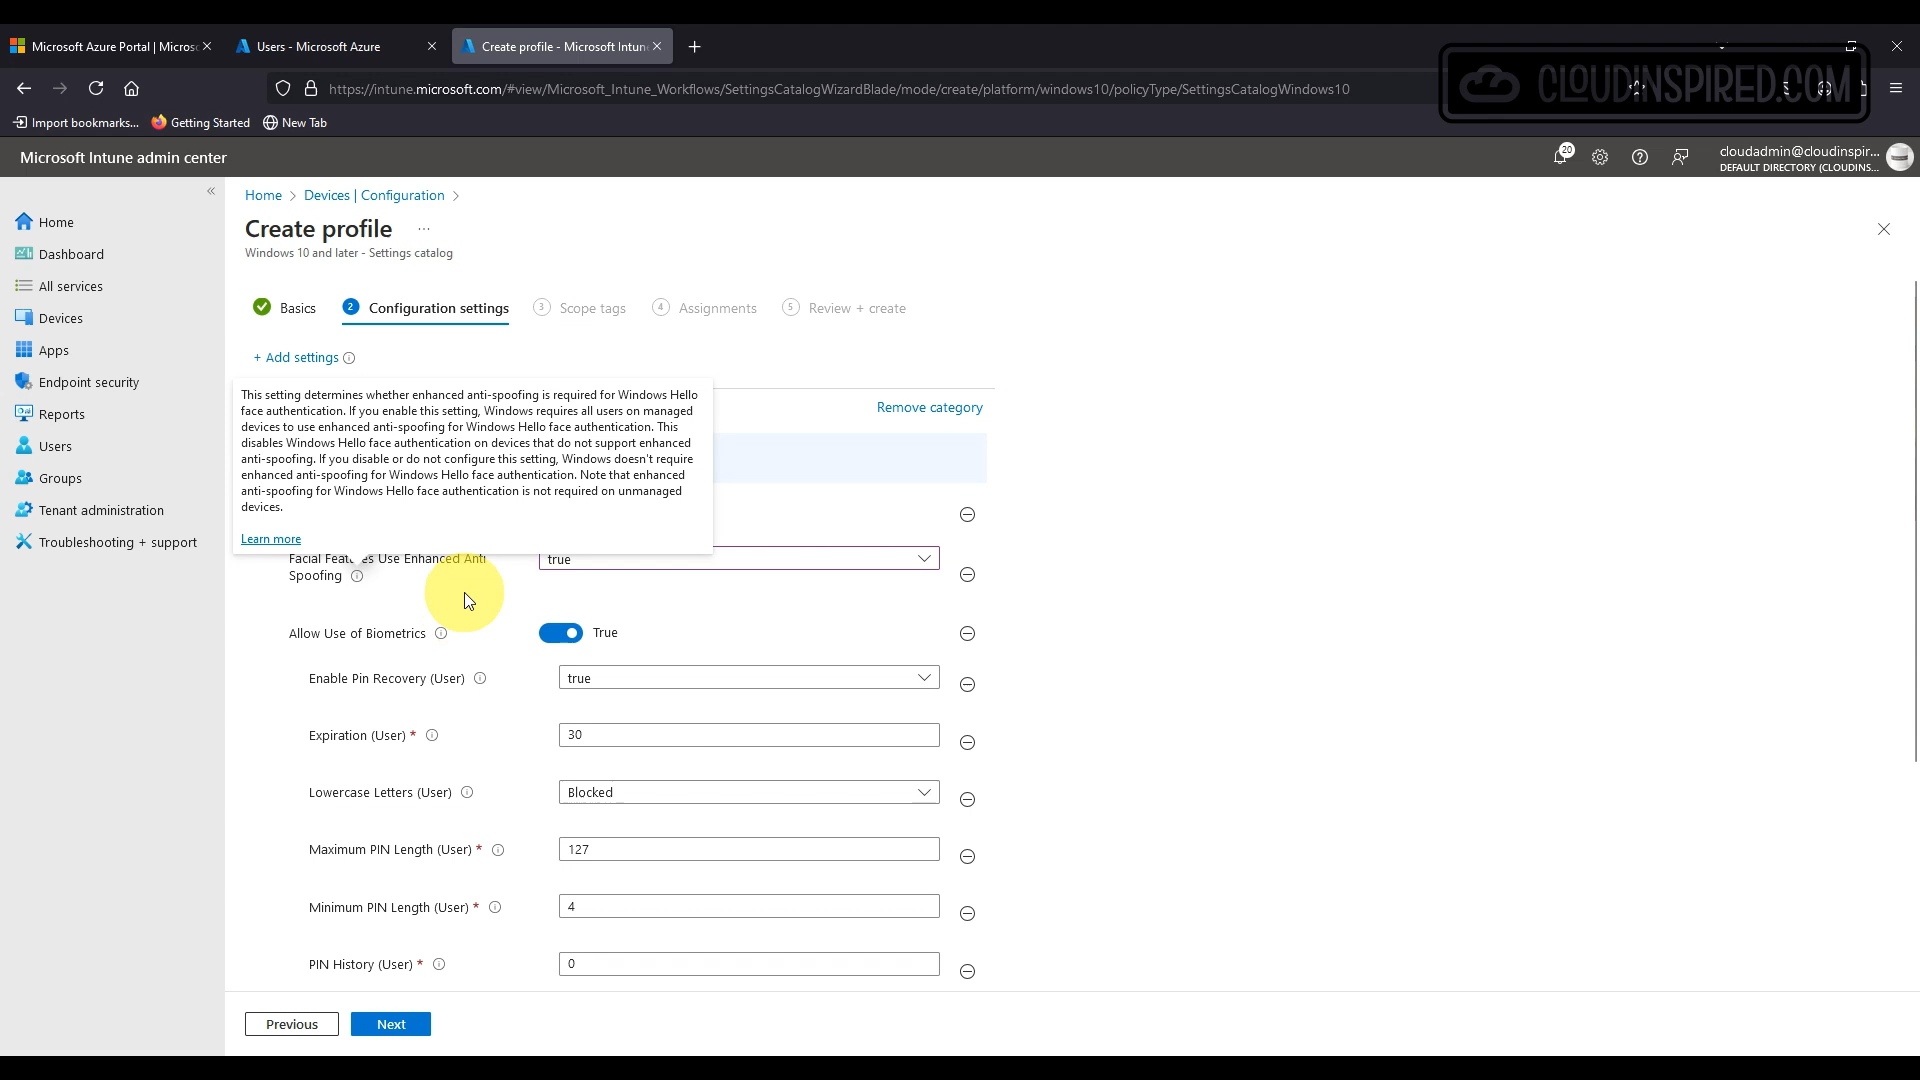 Microsoft Azure Portal | Micros
Users - Microsoft Azure
Create profile - Microsoft Intun
https://intune.microsoft.com/#view/Microsoft_Intune_Workflows/SettingsCatalogWizardBlade/mode/create/platform/windows10/policyType/SettingsCatalogWindows10
CLOUDINSPIRED.COM
Import bookmarks...
Getting Started
New Tab
Microsoft Intune admin center
20
cloudadmin@cloudinspir...
DEFAULT DIRECTORY (CLOUDINS...
Home
Dashboard
All services
Devices
Apps
Endpoint security
Reports
Users
Groups
Tenant administration
Troubleshooting + support
Home > Devices | Configuration >
Create profile ...
Windows 10 and later - Settings catalog
Basics
2 Configuration settings
3 Scope tags
4 Assignments
5 Review + create
+ Add settings
Remove category
This setting determines whether enhanced anti-spoofing is required for Windows Hello
face authentication. If you enable this setting, Windows requires all users on managed
devices to use enhanced anti-spoofing for Windows Hello face authentication. This
disables Windows Hello face authentication on devices that do not support enhanced
anti-spoofing. If you disable or do not configure this setting, Windows doesn't require
enhanced anti-spoofing for Windows Hello face authentication. Note that enhanced
anti-spoofing for Windows Hello face authentication is not required on unmanaged
devices.
Learn more
Facial Features Use Enhanced Anti
Spoofing
true
Allow Use of Biometrics
True
Enable Pin Recovery (User)
true
Expiration (User) *
30
Lowercase Letters (User)
Blocked
Maximum PIN Length (User) *
127
Minimum PIN Length (User) *
4
PIN History (User) *
0
Previous
Next